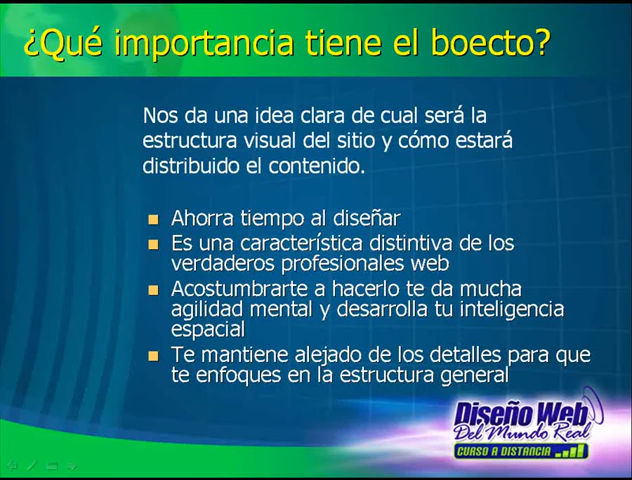 ¿Qué importancia tiene el boecto?
Nos da una idea clara de cual será la
estructura visual del sitio y cómo estará
distribuido el contenido.
Ahorra tiempo al diseñar
Es una característica distintiva de los
verdaderos profesionales web
Acostumbrarte a hacerlo te da mucha
agilidad mental y desarrolla tu inteligencia
espacial
Te mantiene alejado de los detalles para que
te enfoques en la estructura general
Diseño Web
Del Mundo Real
CURSO A DISTANCIA